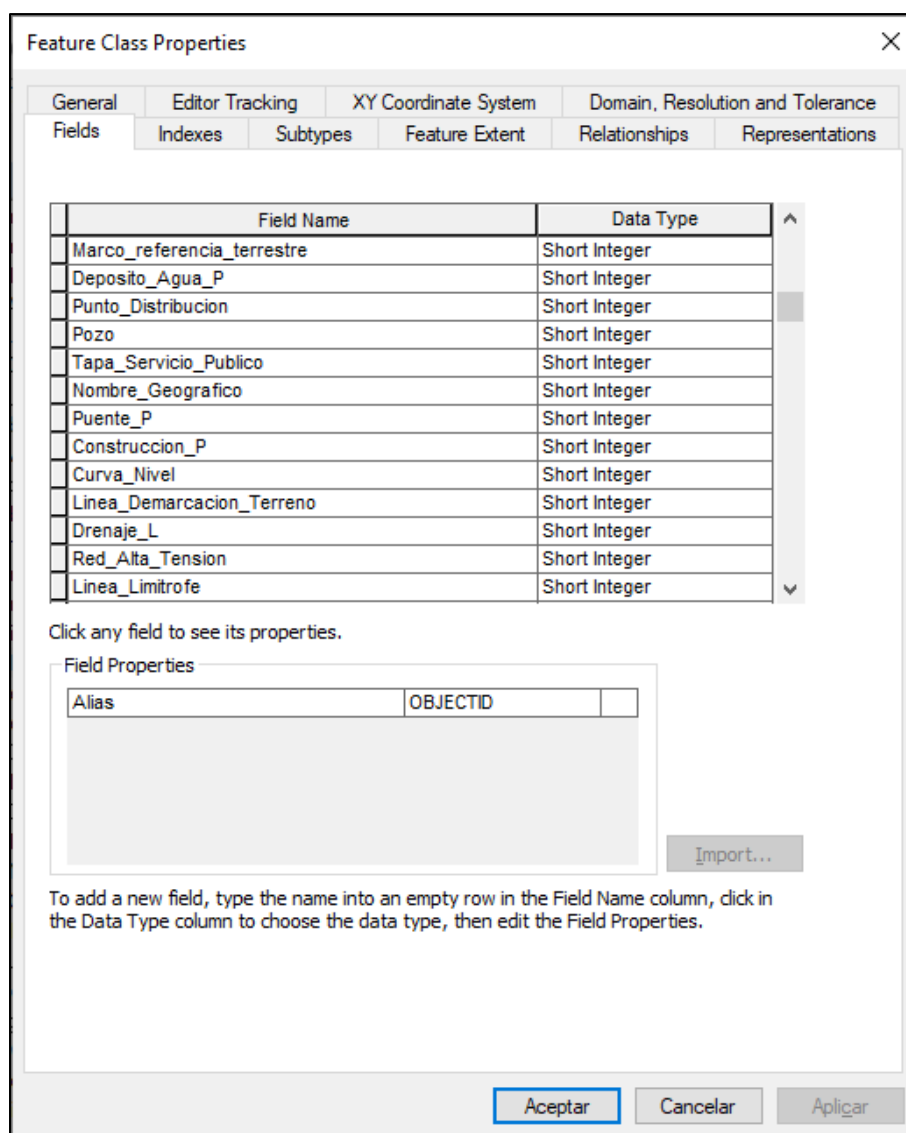 Feature Class Properties
General Editor Tracking XY Coordinate System Domain, Resolution and Tolerance
Fields Indexes Subtypes Feature Extent Relationships Representations
Field Name Data Type
Marco_referencia_terrestre Short Integer
Deposito_Agua_P Short Integer
Punto_Distribucion Short Integer
Pozo Short Integer
Tapa_Servicio_Publico Short Integer
Nombre_Geografico Short Integer
Puente_P Short Integer
Construccion_P Short Integer
Curva_Nivel Short Integer
Linea_Demarcacion_Terreno Short Integer
Drenaje_L Short Integer
Red_Alta_Tension Short Integer
Linea_Limitrofe Short Integer
Click any field to see its properties.
Field Properties
Alias OBJECTID
Import...
To add a new field, type the name into an empty row in the Field Name column, click in
the Data Type column to choose the data type, then edit the Field Properties.
Aceptar Cancelar Aplicar